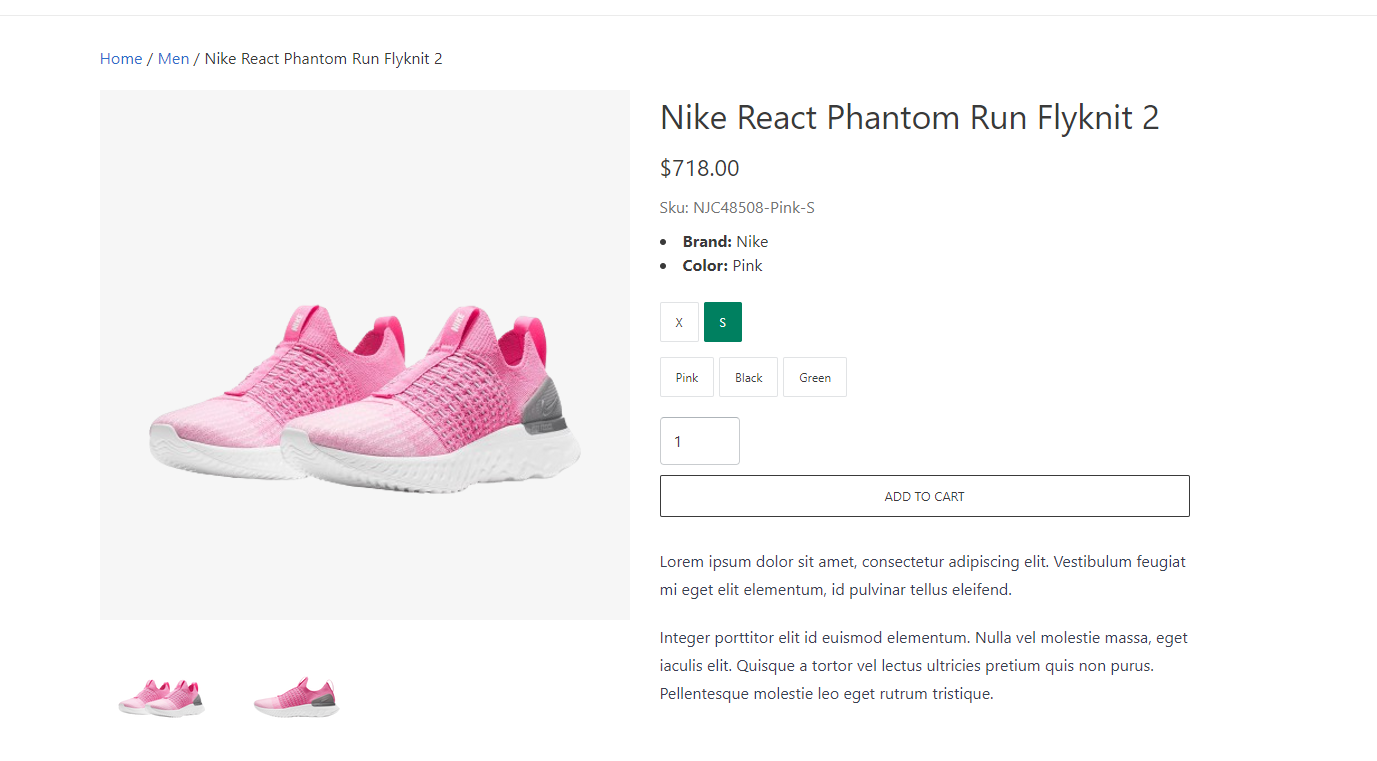 Home / Men / Nike React Phantom Run Flyknit 2
Nike React Phantom Run Flyknit 2
$718.00
Sku: NJC48508-Pink-S
Brand: Nike
Color: Pink
X S
Pink Black Green
1
ADD TO CART
Lorem ipsum dolor sit amet, consectetur adipiscing elit. Vestibulum feugiat
mi eget elit elementum, id pulvinar tellus eleifend.
Integer porttitor elit id euismod elementum. Nulla vel molestie massa, eget
iaculis elit. Quisque a tortor vel lectus ultricies pretium quis non purus.
Pellentesque molestie leo eget rutrum tristique.
NIKE
NIKE